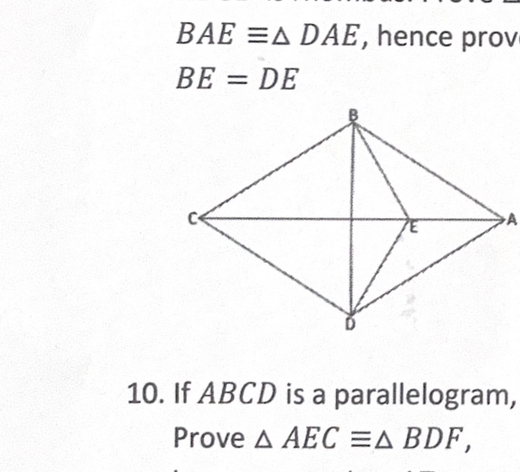 BAE ≡△ DAE, hence prov
BE = DE
B
C
E
A
D
10. If ABCD is a parallelogram,
Prove △ AEC ≡△ BDF,